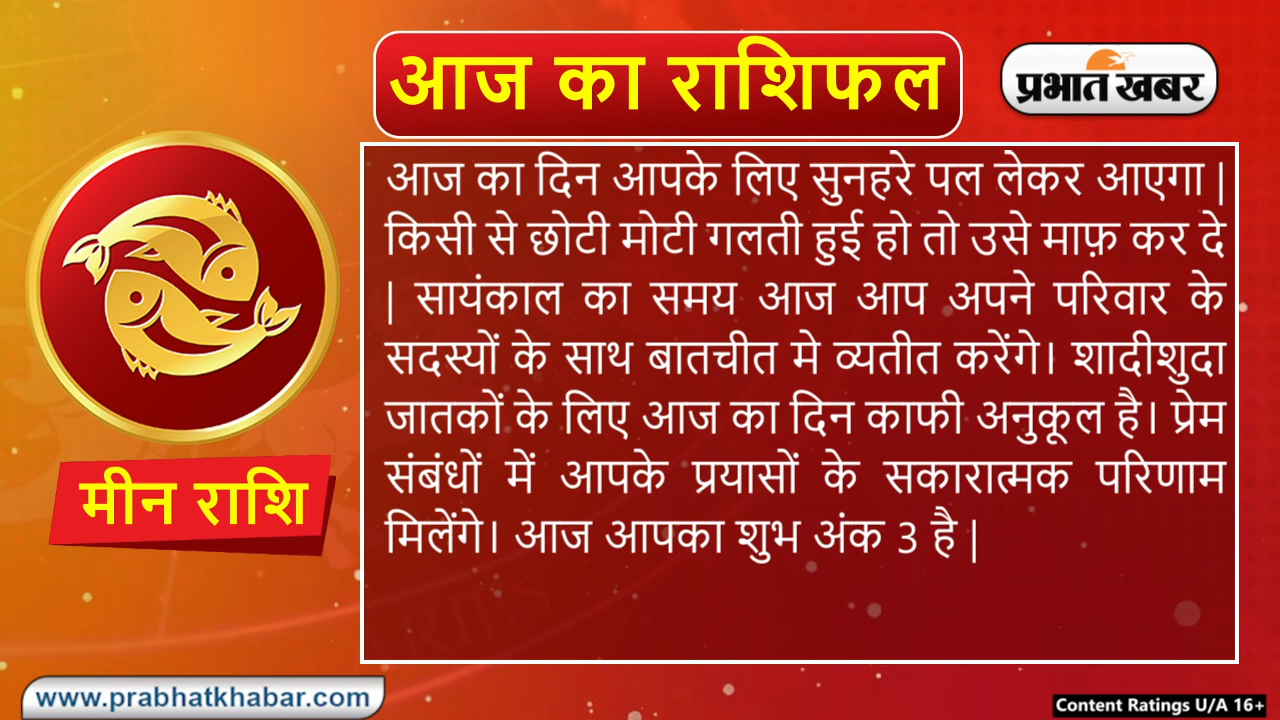 आज का राशिफल
प्रभात खबर
आज का दिन आपके लिए सुनहरे पल लेकर आएगा |
किसी से छोटी मोटी गलती हुई हो तो उसे माफ़ कर दे
| सायंकाल का समय आज आप अपने परिवार के
सदस्यों के साथ बातचीत मे व्यतीत करेंगे। शादीशुदा
जातकों के लिए आज का दिन काफी अनुकूल है। प्रेम
संबंधों में आपके प्रयासों के सकारात्मक परिणाम
मिलेंगे। आज आपका शुभ अंक 3 है |
मीन राशि
www.prabhatkhabar.com
Content Ratings U/A 16+